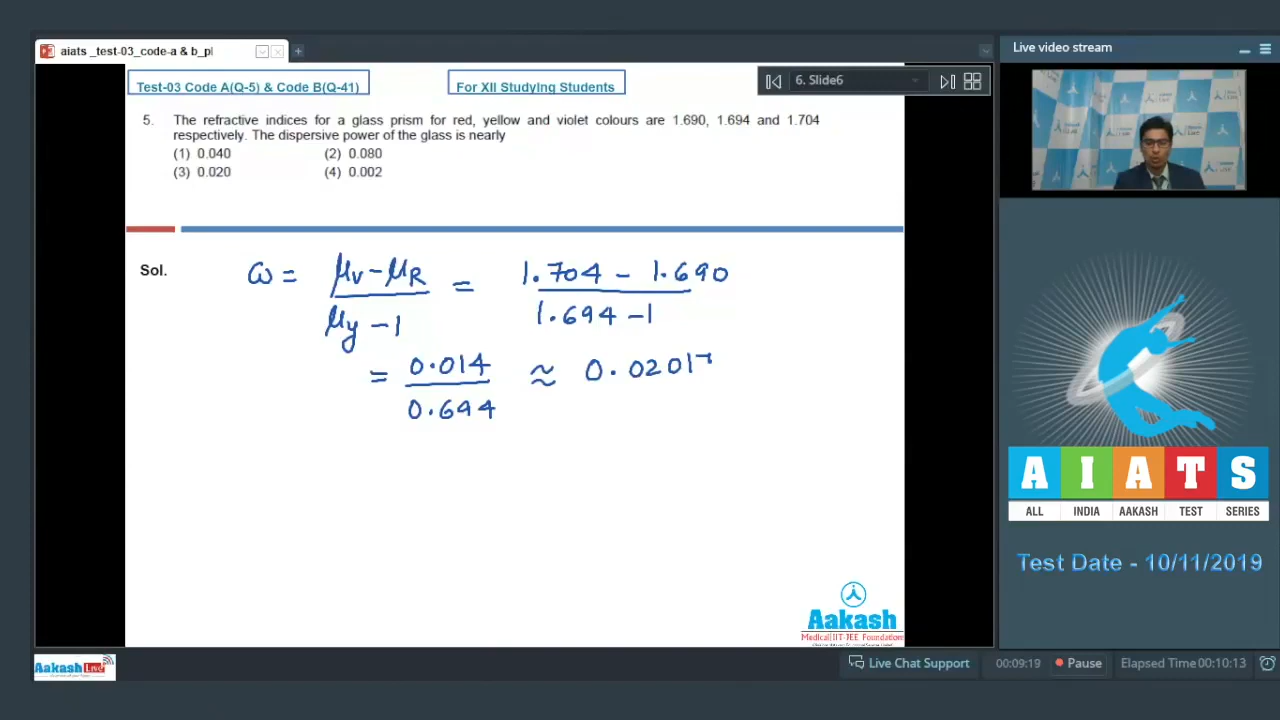 aiats _test-03_code-a & b_pl
Live video stream
Test-03 Code A(Q-5) & Code B(Q-41)
For XII Studying Students
6. Slide6
5. The refractive indices for a glass prism for red, yellow and violet colours are 1.690, 1.694 and 1.704
respectively. The dispersive power of the glass is nearly
(1) 0.040 (2) 0.080
(3) 0.020 (4) 0.002
Sol.
ω = μV - μR / μy - 1 = 1.704 - 1.690 / 1.694 - 1
= 0.014 / 0.694 ≈ 0.0201
A I A T S
ALL INDIA AAKASH TEST SERIES
Test Date - 10/11/2019
Aakash
Medical|IIT-JEE|Foundations
Aakash Live
Live Chat Support
00:09:19
Pause
Elapsed Time 00:10:13